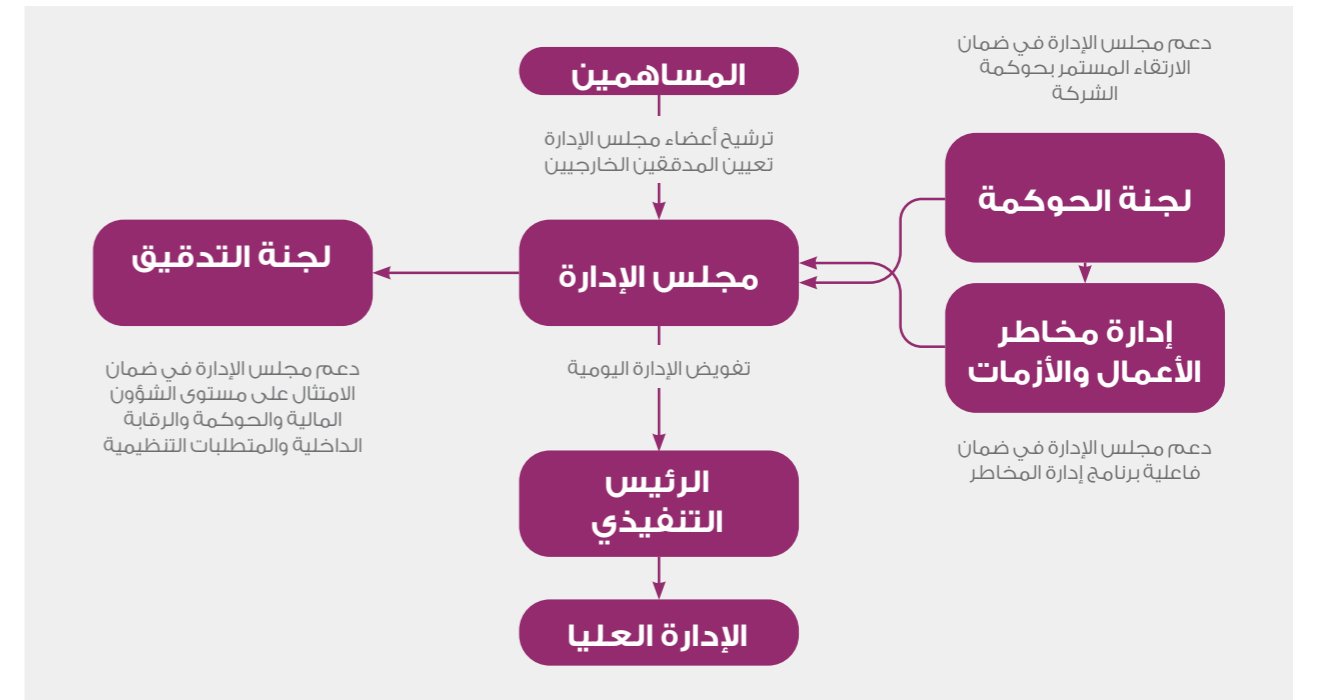 المساهمين
ترشيح أعضاء مجلس الإدارة
تعيين المدققين الخارجيين
دعم مجلس الإدارة في ضمان
الارتقاء المستمر بحوكمة
الشركة
لجنة الحوكمة
مجلس الإدارة
لجنة التدقيق
إدارة مخاطر
الأعمال والأزمات
دعم مجلس الإدارة في ضمان
فاعلية برنامج إدارة المخاطر
تفويض الإدارة اليومية
دعم مجلس الإدارة في ضمان
الامتثال على مستوى الشؤون
المالية والحوكمة والرقابة
الداخلية والمتطلبات التنظيمية
الرئيس
التنفيذي
الإدارة العليا